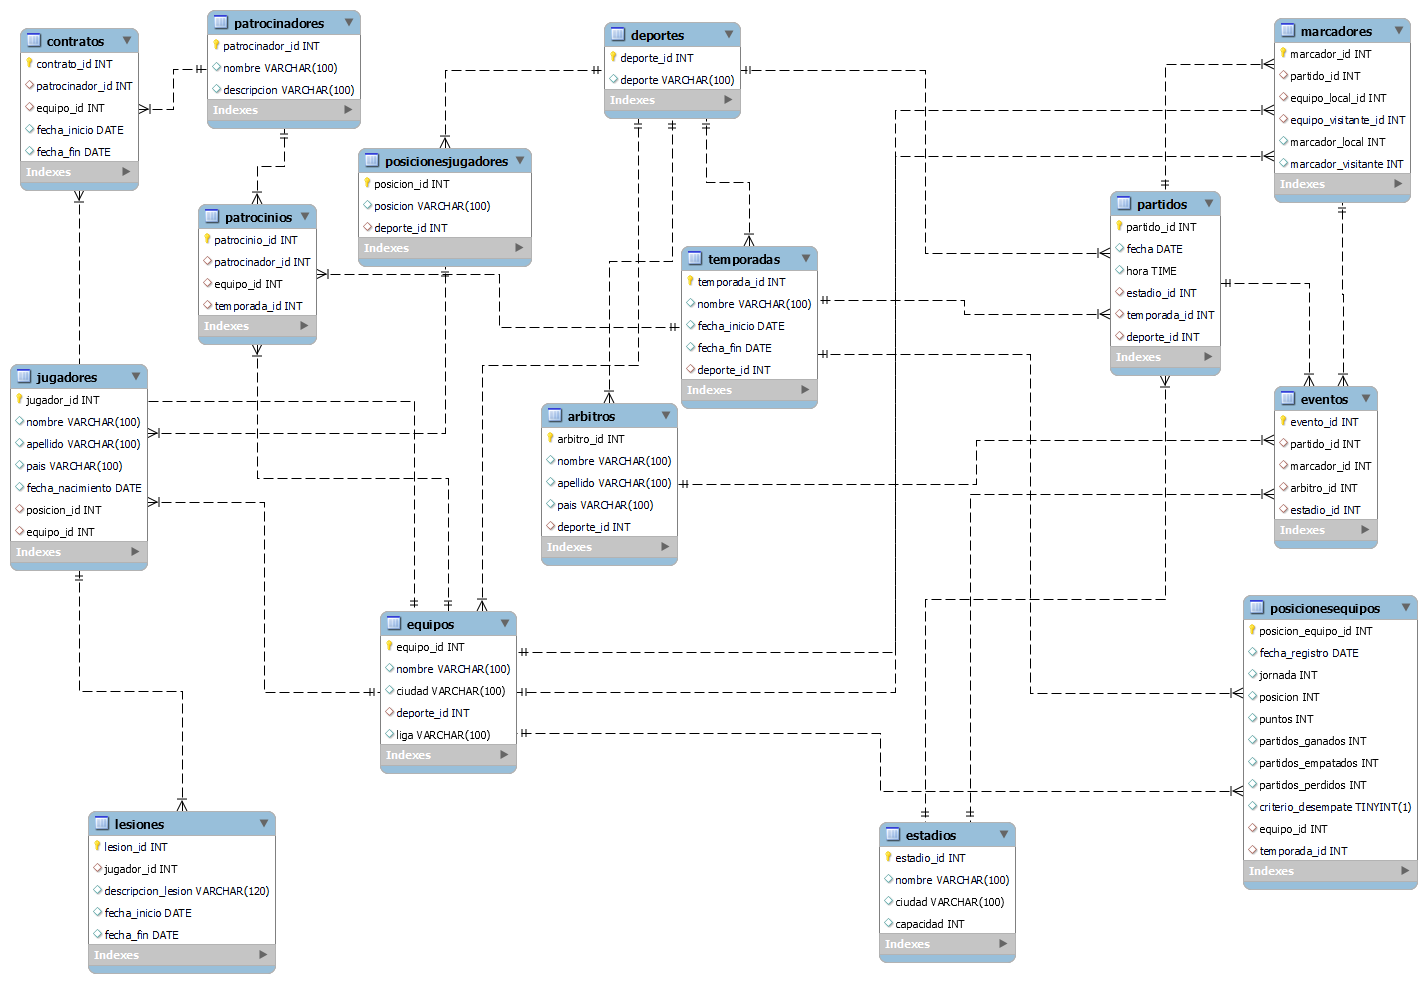 contratos
contrato_id INT
patrocinador_id INT
equipo_id INT
fecha_inicio DATE
fecha_fin DATE
Indexes
patrocinadores
patrocinador_id INT
nombre VARCHAR(100)
descripcion VARCHAR(100)
Indexes
deportes
deporte_id INT
deporte VARCHAR(100)
Indexes
marcadores
marcador_id INT
partido_id INT
equipo_local_id INT
equipo_visitante_id INT
marcador_local INT
marcador_visitante INT
Indexes
posicionesjugadores
posicion_id INT
posicion VARCHAR(100)
deporte_id INT
Indexes
patrocinios
patrocinio_id INT
patrocinador_id INT
equipo_id INT
temporada_id INT
Indexes
temporadas
temporada_id INT
nombre VARCHAR(100)
fecha_inicio DATE
fecha_fin DATE
deporte_id INT
Indexes
partidos
partido_id INT
fecha DATE
hora TIME
estadio_id INT
temporada_id INT
deporte_id INT
Indexes
jugadores
jugador_id INT
nombre VARCHAR(100)
apellido VARCHAR(100)
pais VARCHAR(100)
fecha_nacimiento DATE
posicion_id INT
equipo_id INT
Indexes
arbitros
arbitro_id INT
nombre VARCHAR(100)
apellido VARCHAR(100)
pais VARCHAR(100)
deporte_id INT
Indexes
eventos
evento_id INT
partido_id INT
marcador_id INT
arbitro_id INT
estadio_id INT
Indexes
equipos
equipo_id INT
nombre VARCHAR(100)
ciudad VARCHAR(100)
deporte_id INT
liga VARCHAR(100)
Indexes
posicionesequipos
posicion_equipo_id INT
fecha_registro DATE
jornada INT
posicion INT
puntos INT
partidos_ganados INT
partidos_empatados INT
partidos_perdidos INT
criterio_desempate TINYINT(1)
equipo_id INT
temporada_id INT
Indexes
lesiones
lesion_id INT
jugador_id INT
descripcion_lesion VARCHAR(120)
fecha_inicio DATE
fecha_fin DATE
Indexes
estadios
estadio_id INT
nombre VARCHAR(100)
ciudad VARCHAR(100)
capacidad INT
Indexes